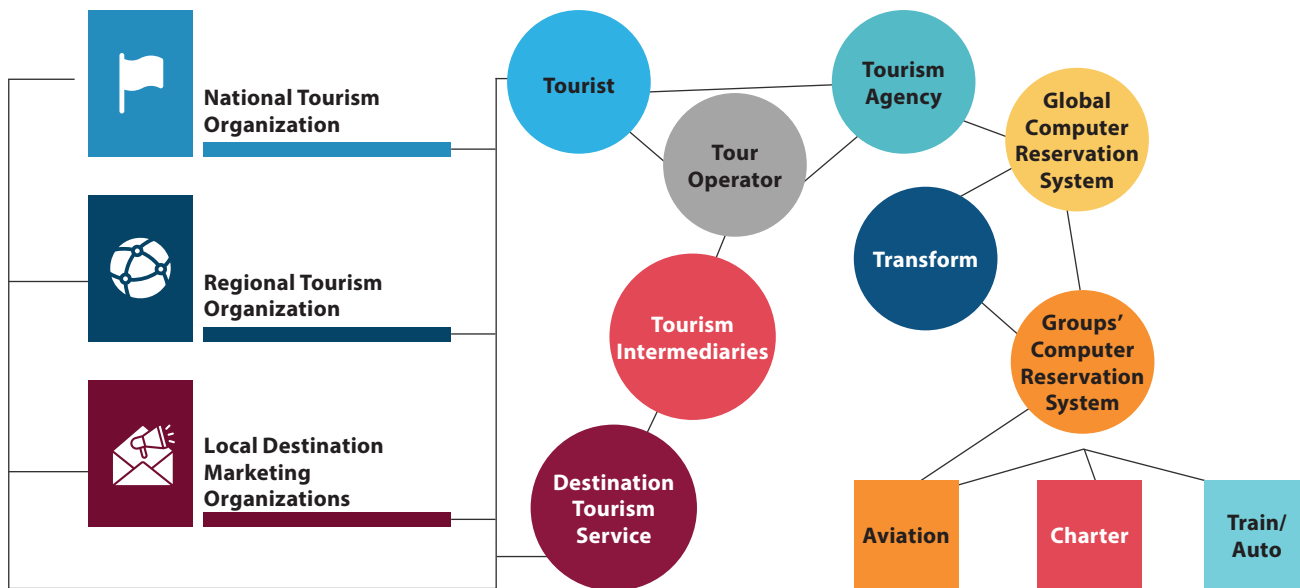 National Tourism
Organization
Regional Tourism
Organization
Local Destination
Marketing
Organizations
Tourist
Tour
Operator
Tourism
Agency
Global
Computer
Reservation
System
Transform
Tourism
Intermediaries
Groups’
Computer
Reservation
System
Destination
Tourism
Service
Aviation
Charter
Train/
Auto